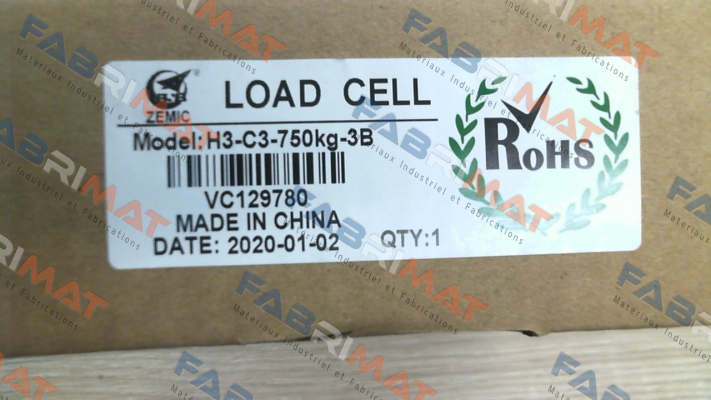 LOAD CELL
ZEMIC
Model:H3-C3-750kg-3B
VC129780
MADE IN CHINA
DATE: 2020-01-02 QTY:1
RoHS
FABRIMAT
Matériaux Industriel et Fabrications